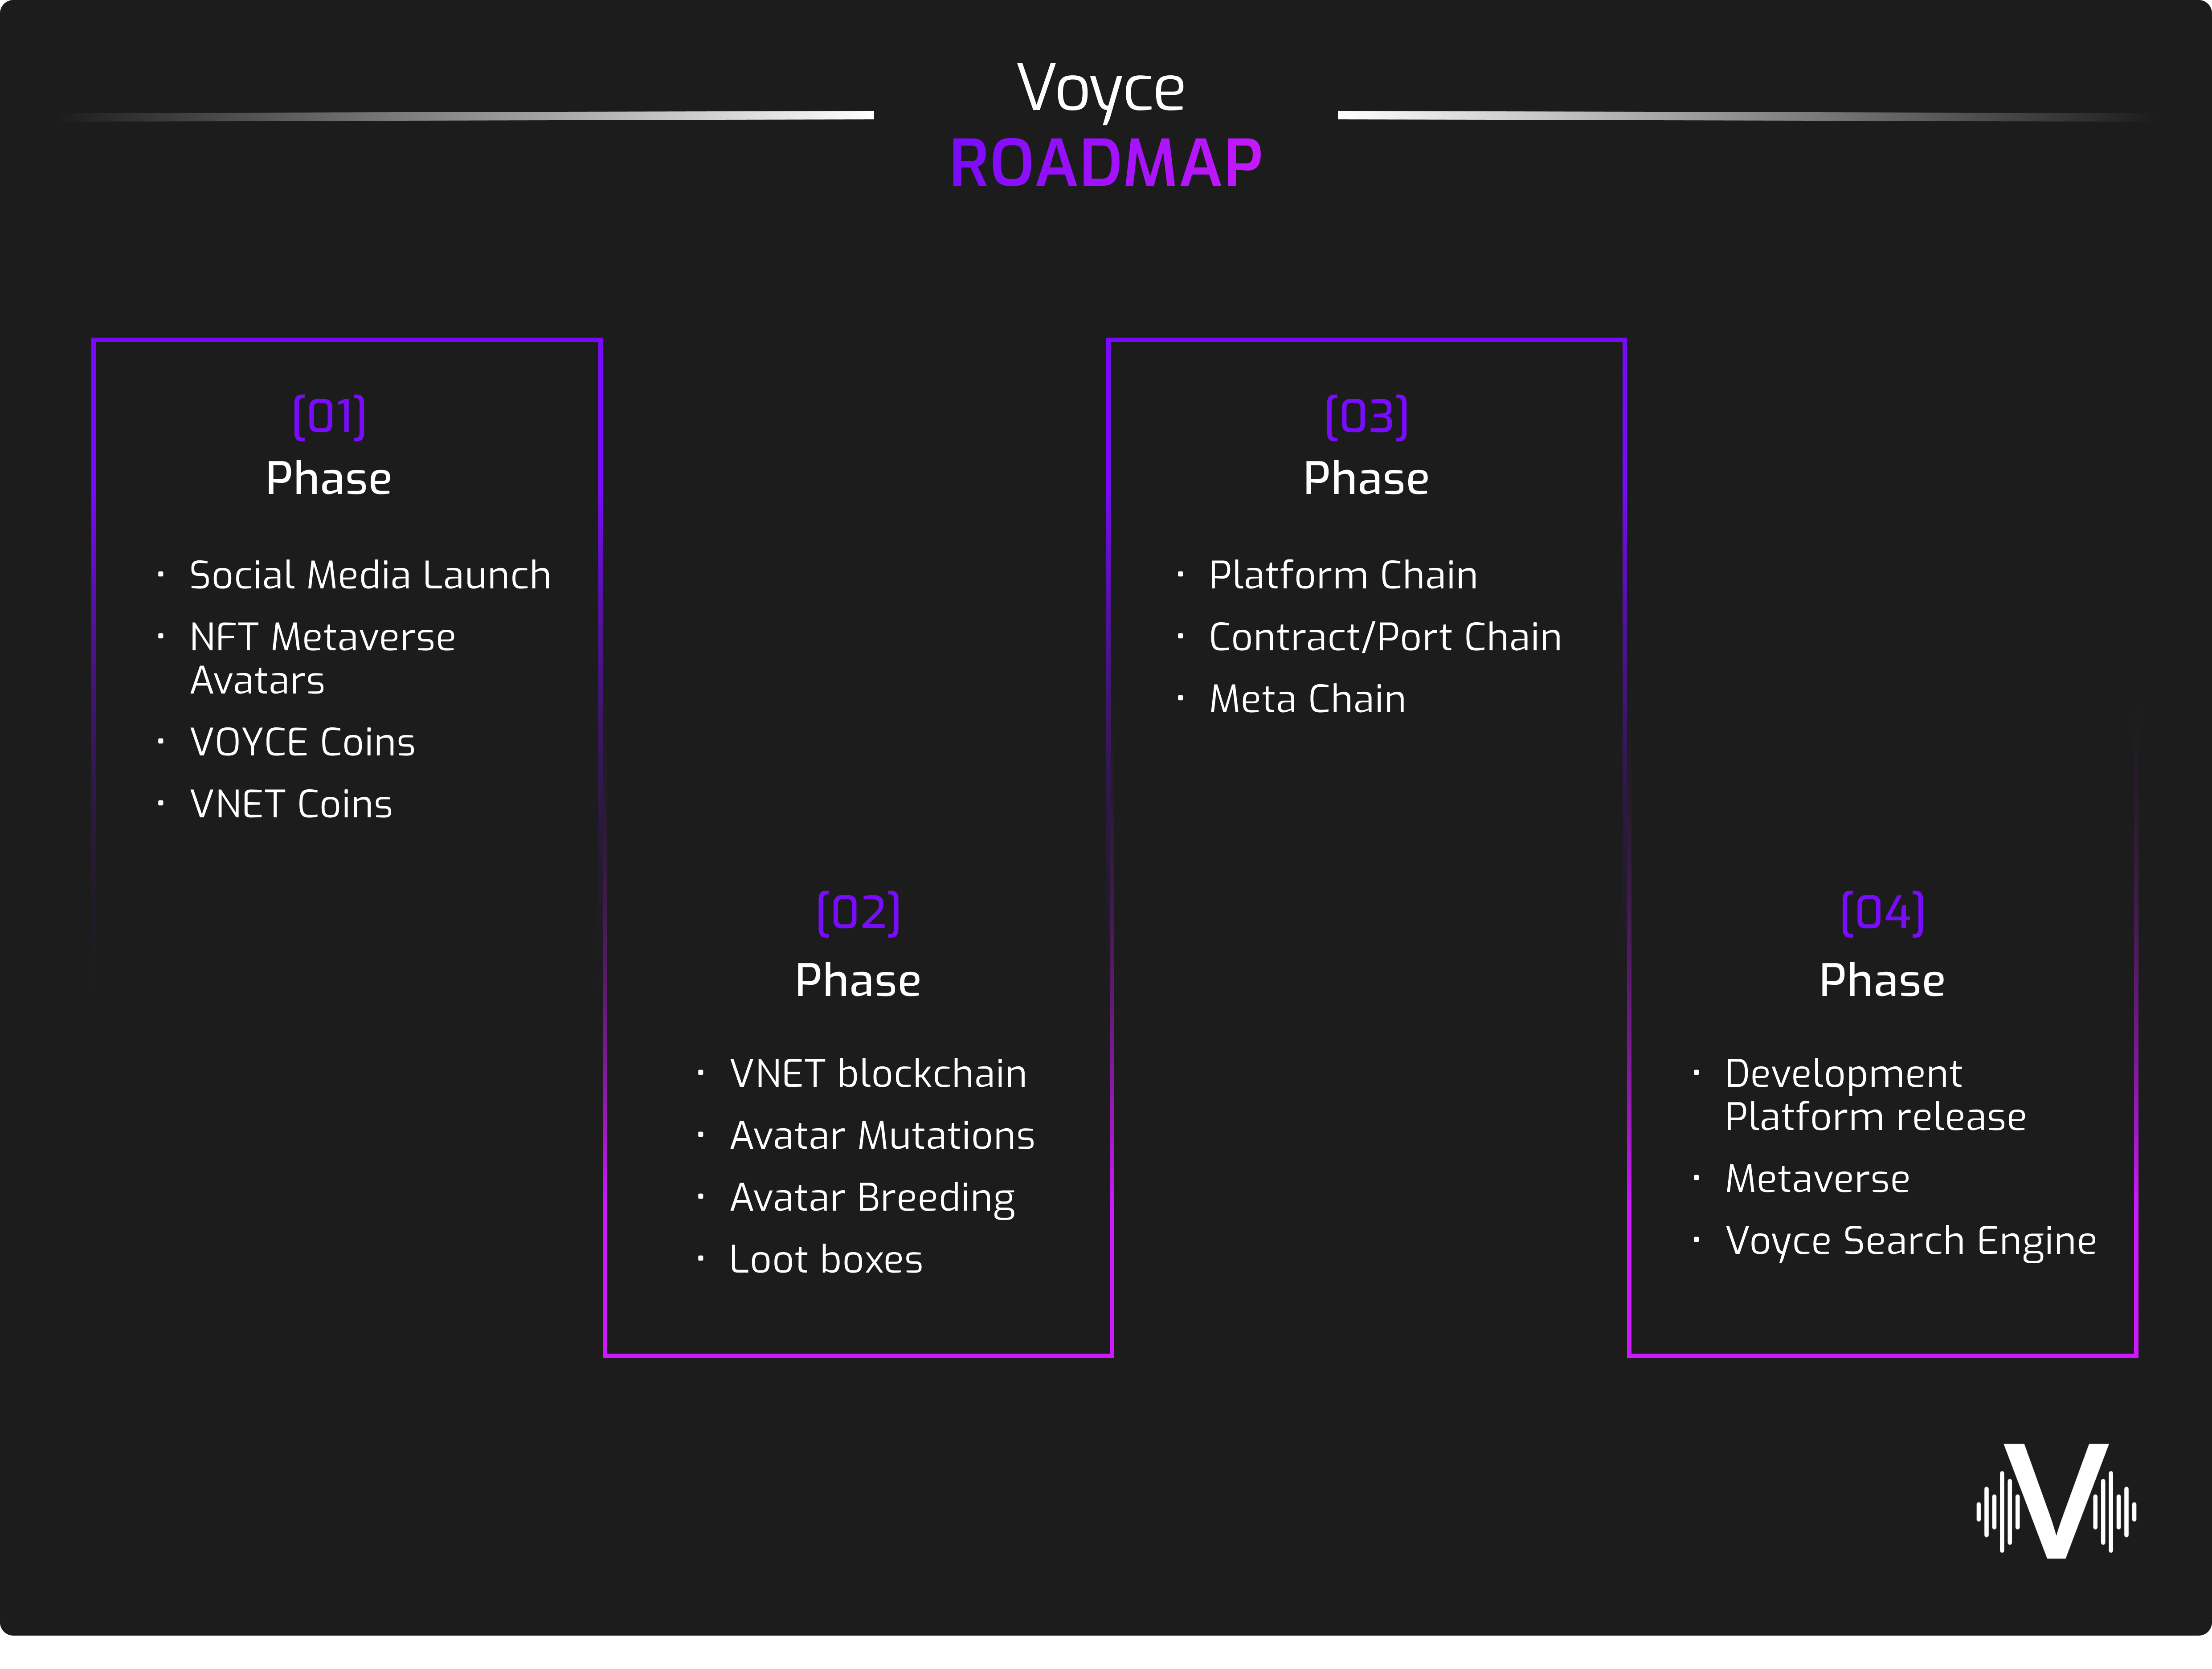 Voyce
ROADMAP
(01)
Phase
· Social Media Launch
· NFT Metaverse
Avatars
· VOYCE Coins
· VNET Coins
(02)
Phase
· VNET blockchain
· Avatar Mutations
· Avatar Breeding
· Loot boxes
(03)
Phase
· Platform Chain
· Contract/Port Chain
· Meta Chain
(04)
Phase
· Development
Platform release
· Metaverse
· Voyce Search Engine
V